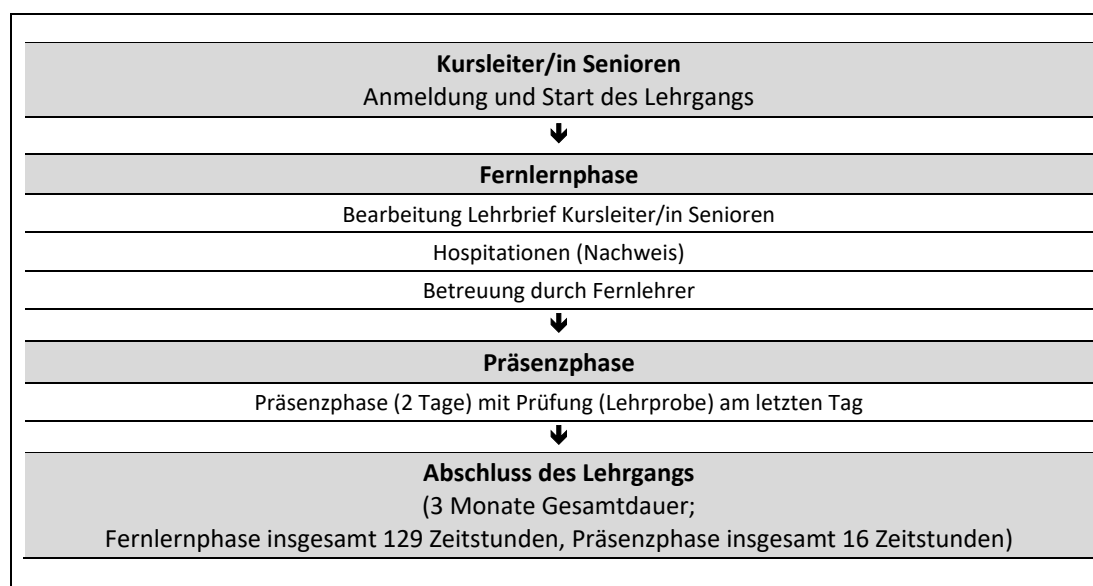 Kursleiter/in Senioren
Anmeldung und Start des Lehrgangs
🡻
Fernlernphase
Bearbeitung Lehrbrief Kursleiter/in Senioren
Hospitationen (Nachweis)
Betreuung durch Fernlehrer
🡻
Präsenzphase
Präsenzphase (2 Tage) mit Prüfung (Lehrprobe) am letzten Tag
🡻
Abschluss des Lehrgangs
(3 Monate Gesamtdauer;
Fernlernphase insgesamt 129 Zeitstunden, Präsenzphase insgesamt 16 Zeitstunden)